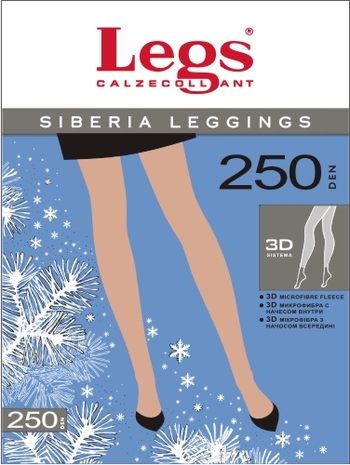 Legs®
CALZECOLLANT
SIBERIA LEGGINGS
250 DEN
3D
SISTEMA
● 3D MICROFIBRE FLEECE
● 3D МИКРОФИБРА С
НАЧЕСОМ ВНУТРИ
● 3D МІКРОФІБРА З
НАЧОСОМ ВСЕРЕДИНІ
250 DEN